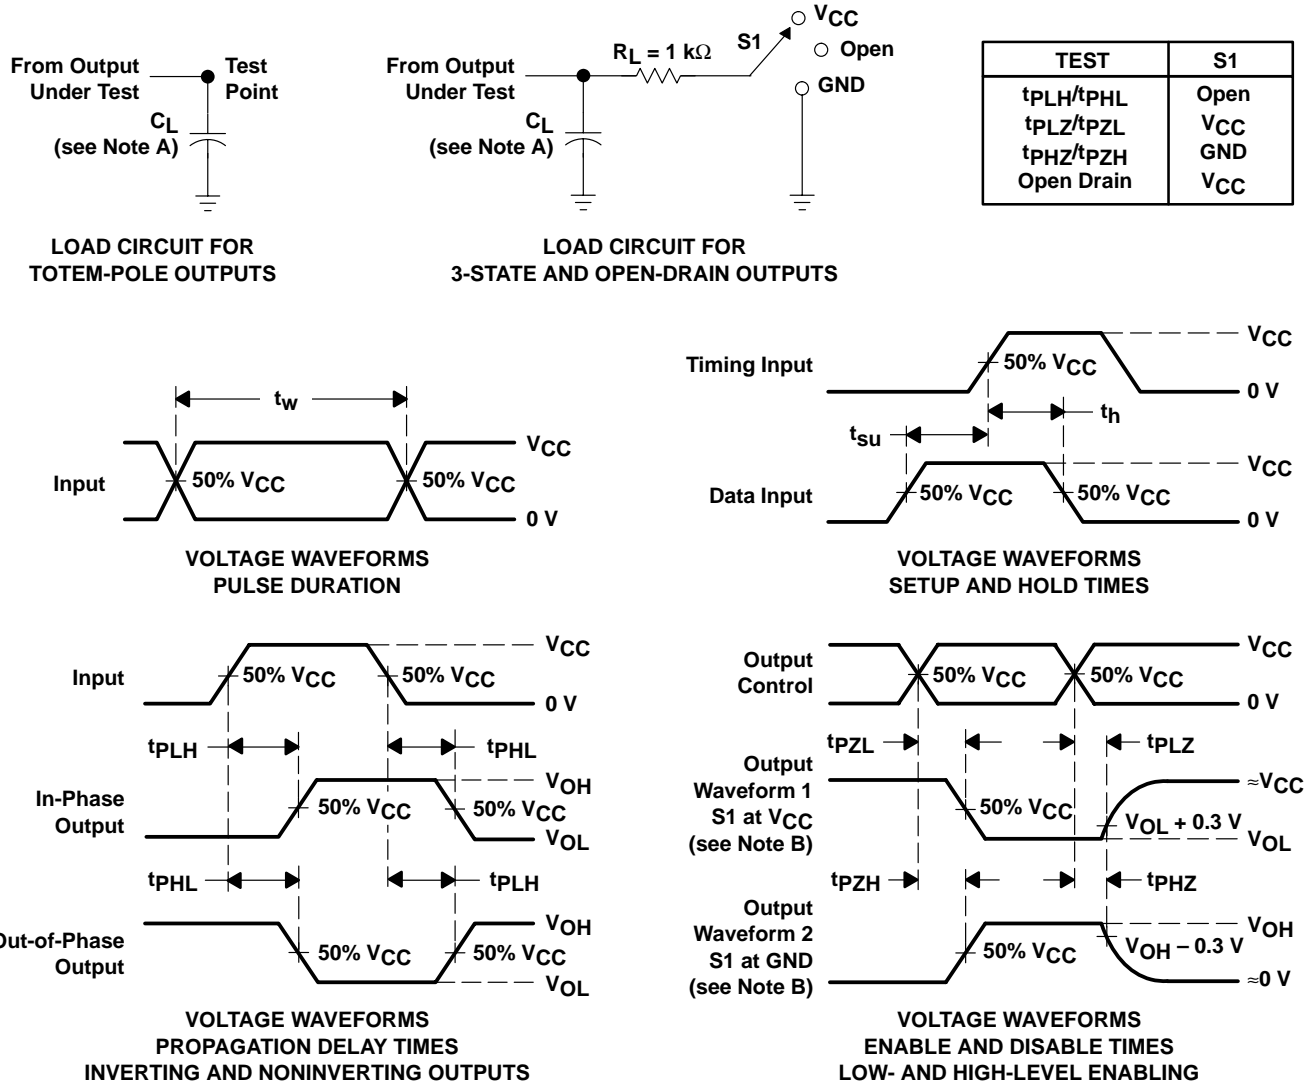 From Output
Under Test
Test
Point
CL
(see Note A)
LOAD CIRCUIT FOR
TOTEM-POLE OUTPUTS
From Output
Under Test
RL = 1 kΩ
S1
VCC
Open
GND
CL
(see Note A)
LOAD CIRCUIT FOR
3-STATE AND OPEN-DRAIN OUTPUTS
TEST S1
tPLH/tPHL Open
tPLZ/tPZL VCC
tPHZ/tPZH GND
Open Drain VCC
tw
Input
50% VCC
50% VCC
VCC
0 V
VOLTAGE WAVEFORMS
PULSE DURATION
Timing Input
50% VCC
VCC
0 V
th
tsu
Data Input
50% VCC
50% VCC
VCC
0 V
VOLTAGE WAVEFORMS
SETUP AND HOLD TIMES
Input
50% VCC
50% VCC
VCC
0 V
tPLH
tPHL
In-Phase
Output
50% VCC
50% VCC
VOH
VOL
tPHL
tPLH
Out-of-Phase
Output
50% VCC
50% VCC
VOH
VOL
VOLTAGE WAVEFORMS
PROPAGATION DELAY TIMES
INVERTING AND NONINVERTING OUTPUTS
Output
Control
50% VCC
50% VCC
VCC
0 V
tPZL
tPLZ
Output
Waveform 1
S1 at VCC
(see Note B)
50% VCC
VOL + 0.3 V
≈VCC
VOL
tPZH
tPHZ
Output
Waveform 2
S1 at GND
(see Note B)
50% VCC
VOH − 0.3 V
VOH
≈0 V
VOLTAGE WAVEFORMS
ENABLE AND DISABLE TIMES
LOW- AND HIGH-LEVEL ENABLING